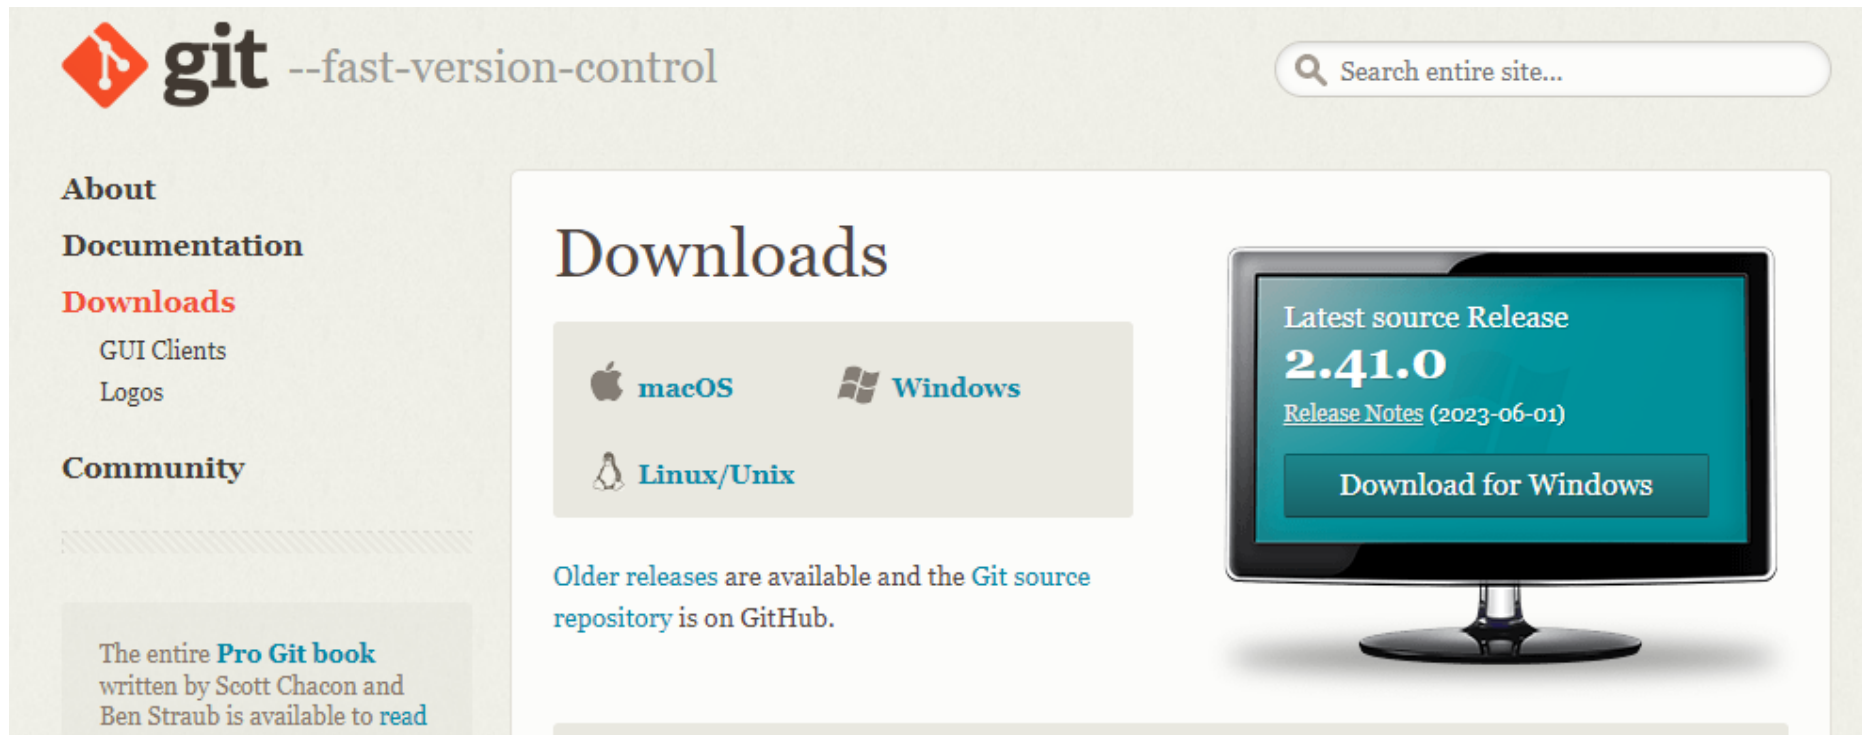 git --fast-version-control
Search entire site...
About
Documentation
Downloads
GUI Clients
Logos
Community
The entire Pro Git book
written by Scott Chacon and
Ben Straub is available to read
Downloads
macOS
Windows
Linux/Unix
Older releases are available and the Git source
repository is on GitHub.
Latest source Release
2.41.0
Release Notes (2023-06-01)
Download for Windows